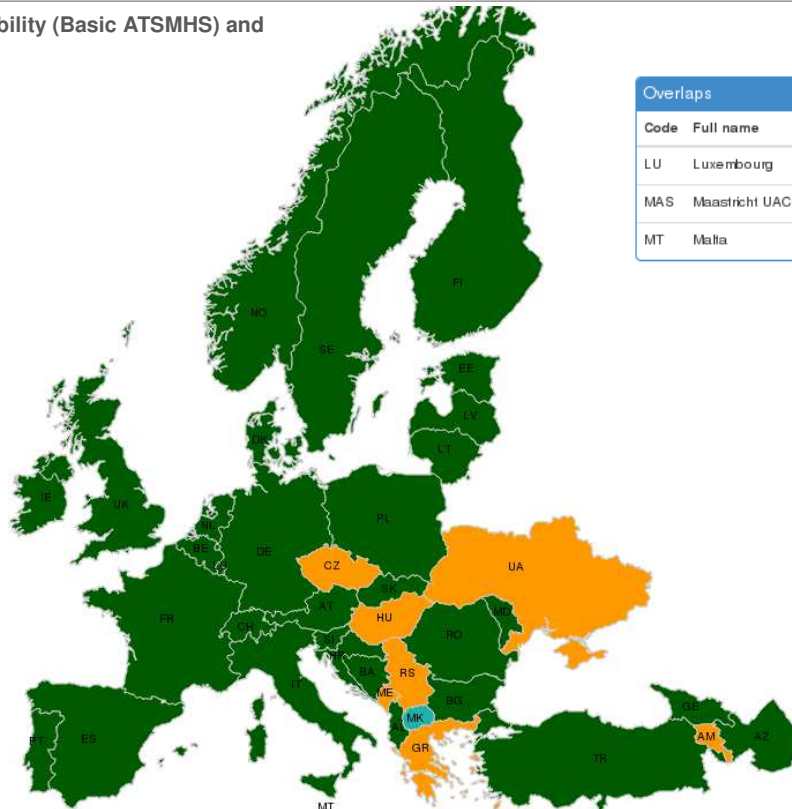 bility (Basic ATSMHS) and
Overlaps
Code Full name
LU Luxembourg
MAS Maastricht UAC
MT Malta
NO
FI
SE
EE
LV
DK
LT
IE
UK
NL
PL
BE
DE
CZ
UA
SK
AT
MD
FR
CH
HU
RO
SI
BA
RS
IT
ME
BG
GE
MK
PT
ES
GR
TR
AM
AZ
MT